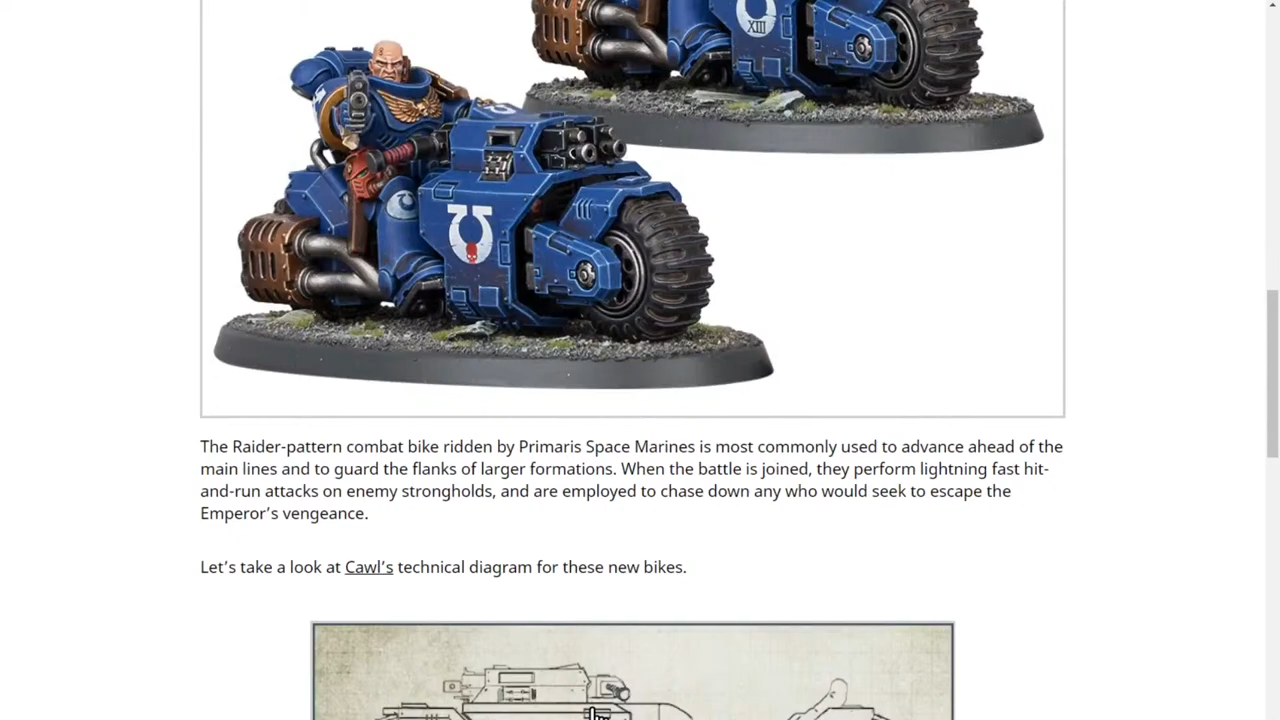 XIII
The Raider-pattern combat bike ridden by Primaris Space Marines is most commonly used to advance ahead of the
main lines and to guard the flanks of larger formations. When the battle is joined, they perform lightning fast hit-
and-run attacks on enemy strongholds, and are employed to chase down any who would seek to escape the
Emperor’s vengeance.
Let’s take a look at Cawl’s technical diagram for these new bikes.